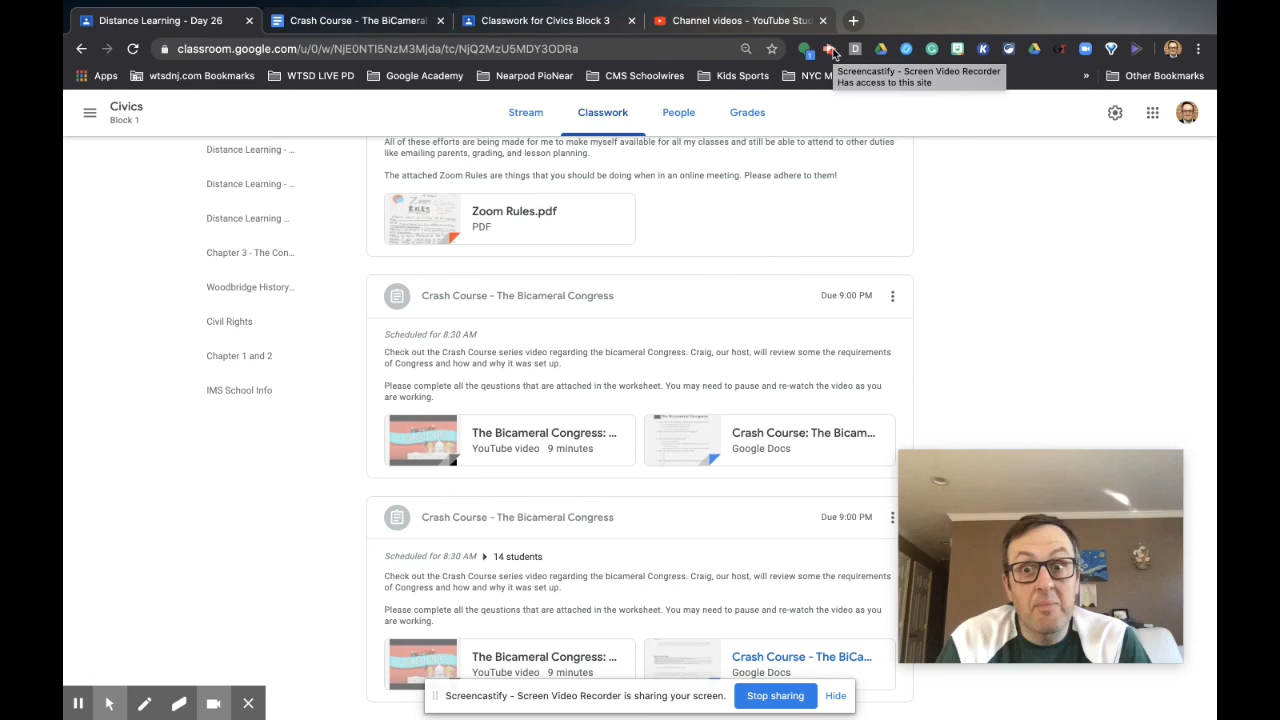 Distance Learning - Day 26
Crash Course - The BiCameral
Classwork for Civics Block 3
Channel videos - YouTube Stud
classroom.google.com/u/0/w/NjE0NTI5NzM3Mjda/tc/NjQ2MzU5MDY3ODRa
Screencastify - Screen Video Recorder
Has access to this site
Apps
wtsdnj.com Bookmarks
WTSD LIVE PD
Google Academy
New and PioNear
CMS Schoolwires
Kids Sports
NYC M
»
Other Bookmarks
Civics
Block 1
Stream
Classwork
People
Grades
Distance Learning - ...
Distance Learning - ...
Distance Learning ...
Chapter 3 - The Con...
Woodbridge History...
Civil Rights
Chapter 1 and 2
IMS School Info
All of these efforts are being made for me to make myself available for all my classes and still be able to attend to other duties
like emailing parents, grading, and lesson planning.
The attached Zoom Rules are things that you should be doing when in an online meeting. Please adhere to them!
Zoom Rules.pdf
PDF
Crash Course - The Bicameral Congress
Due 9:00 PM
Scheduled for 8:30 AM
Check out the Crash Course series video regarding the bicameral Congress. Craig, our host, will review some the requirements
of Congress and how and why it was set up.
Please complete all the qeustions that are attached in the worksheet. You may need to pause and re-watch the video as you
are working.
The Bicameral Congress: ...
YouTube video 9 minutes
Crash Course: The Bicam...
Google Docs
Crash Course - The Bicameral Congress
Due 9:00 PM
Scheduled for 8:30 AM
14 students
Check out the Crash Course series video regarding the bicameral Congress. Craig, our host, will review some the requirements
of Congress and how and why it was set up.
Please complete all the qeustions that are attached in the worksheet. You may need to pause and re-watch the video as you
are working.
The Bicameral Congress: ...
YouTube video 9 minutes
Crash Course - The BiCa...
Google Docs
Screencastify - Screen Video Recorder is sharing your screen.
Stop sharing
Hide